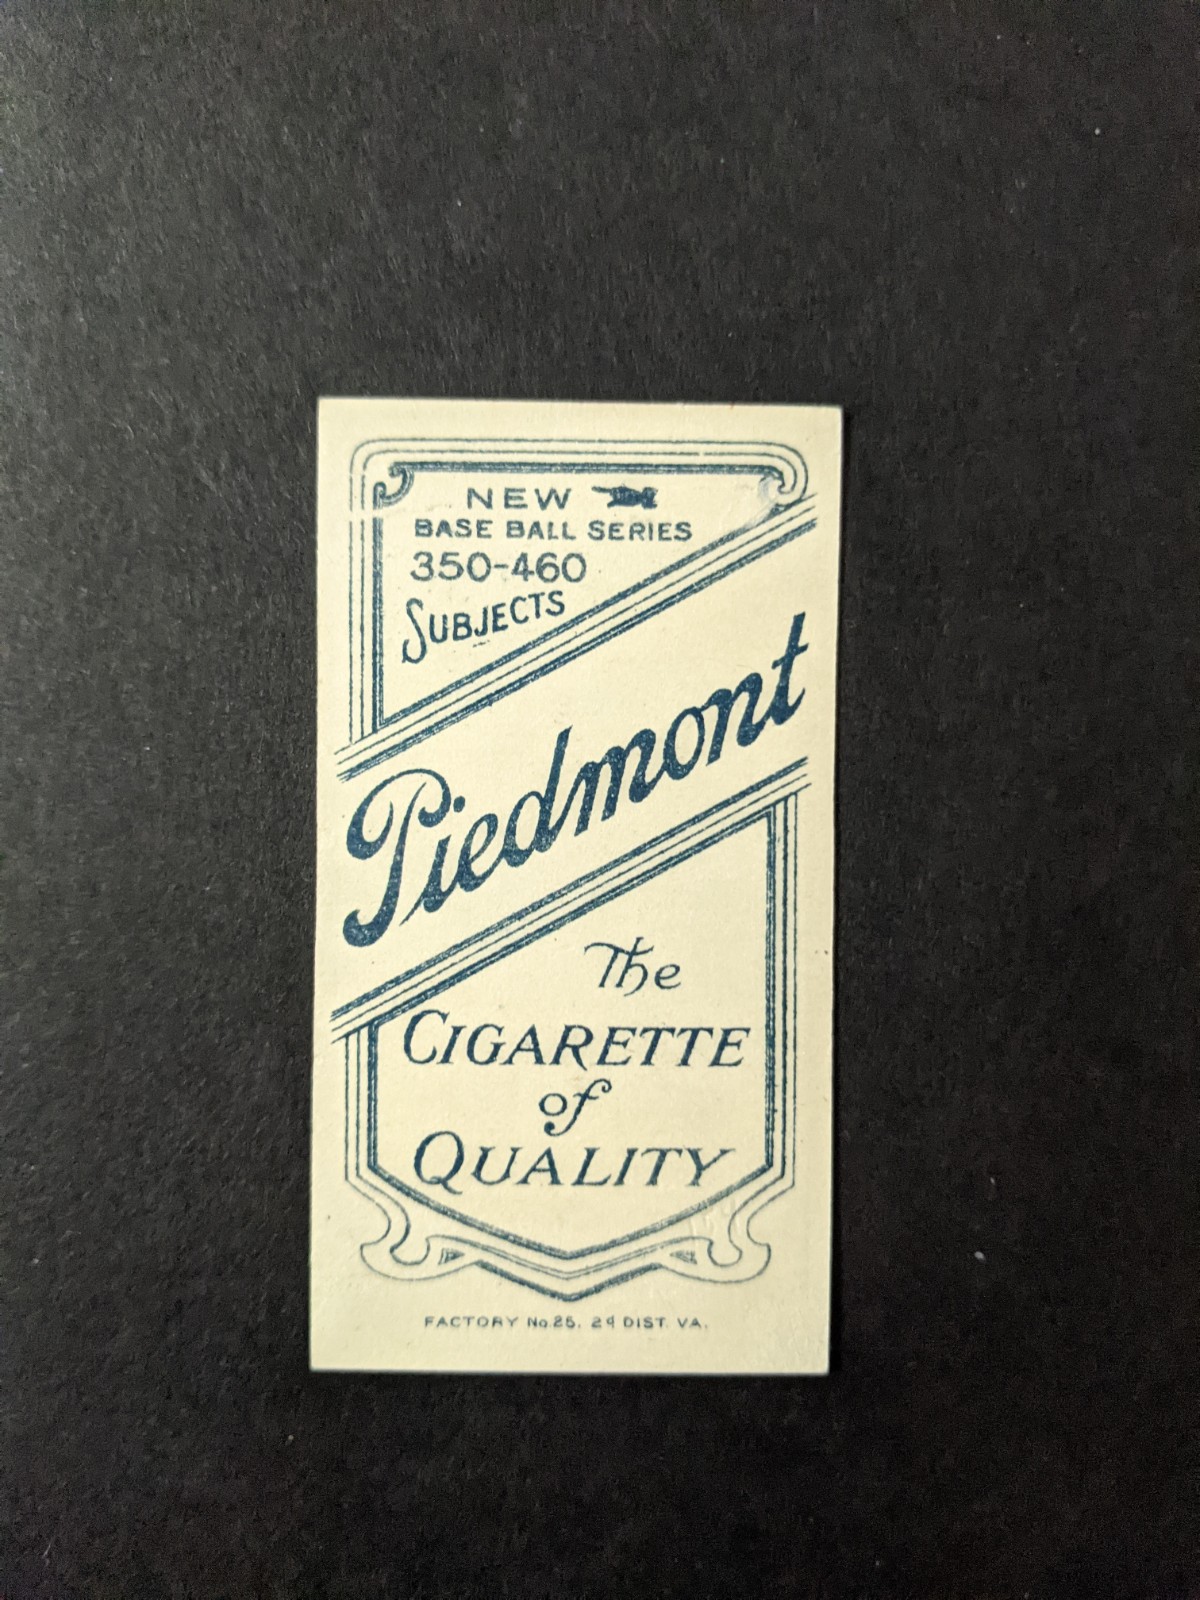 NEW
BASE BALL SERIES
350-460
SUBJECTS
Piedmont
The
CIGARETTE
of
QUALITY
FACTORY No.25. 2d DIST. VA.